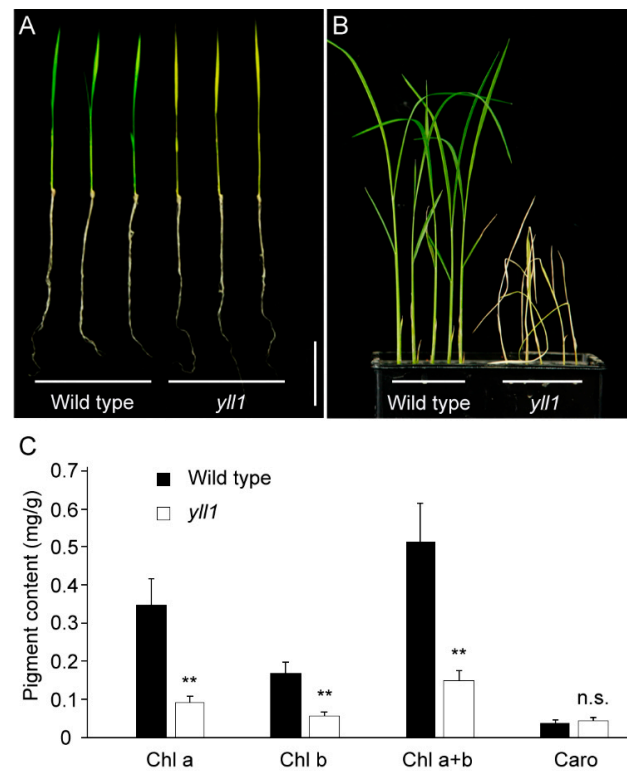 A
B
Wild type
yll1
Wild type
yll1
C
Pigment content (mg/g)
Wild type
yll1
0.7
0.6
0.5
0.4
0.3
0.2
0.1
0
**
**
**
n.s.
Chl a
Chl b
Chl a+b
Caro